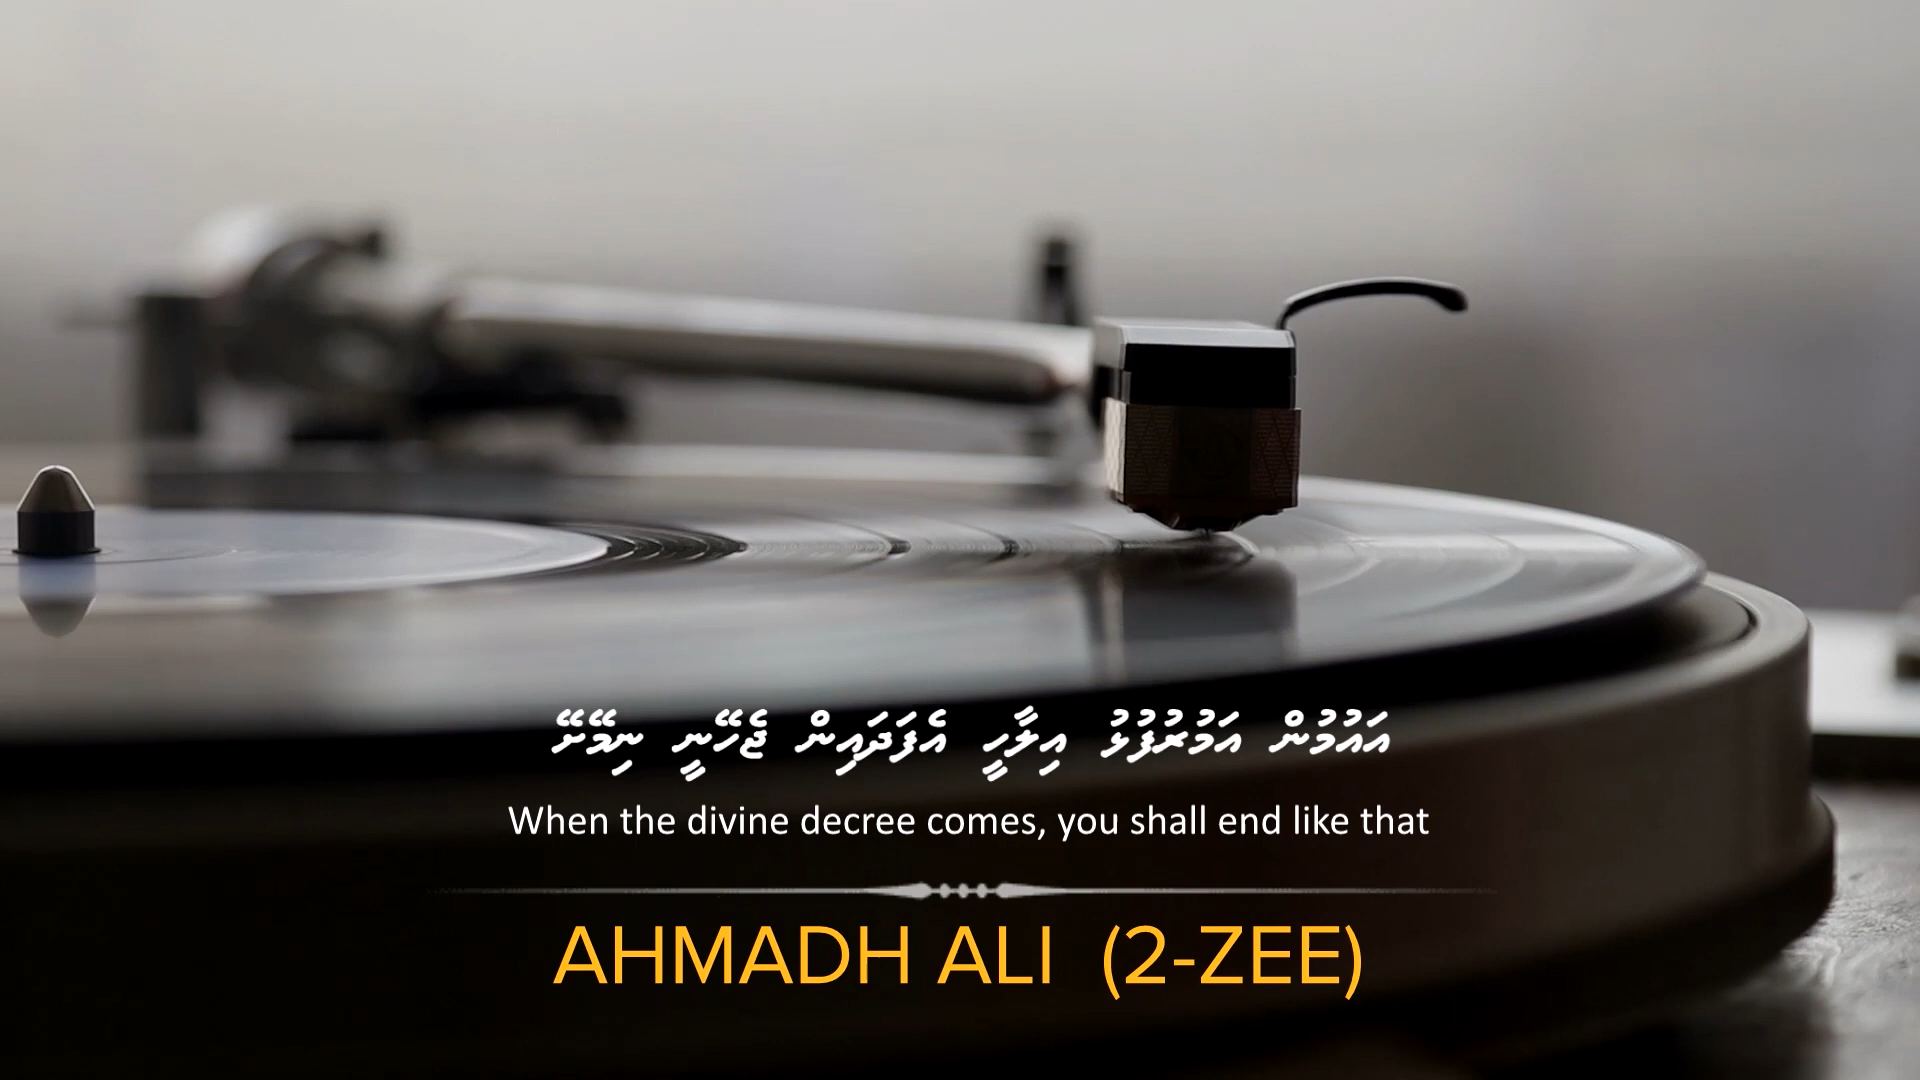 އައުމުން އަމުރުފުޅު އިލާހީ އެފަދައިން ޖެހޭނީ ނިމޭށޭ
When the divine decree comes, you shall end like that
AHMADH ALI (2-ZEE)